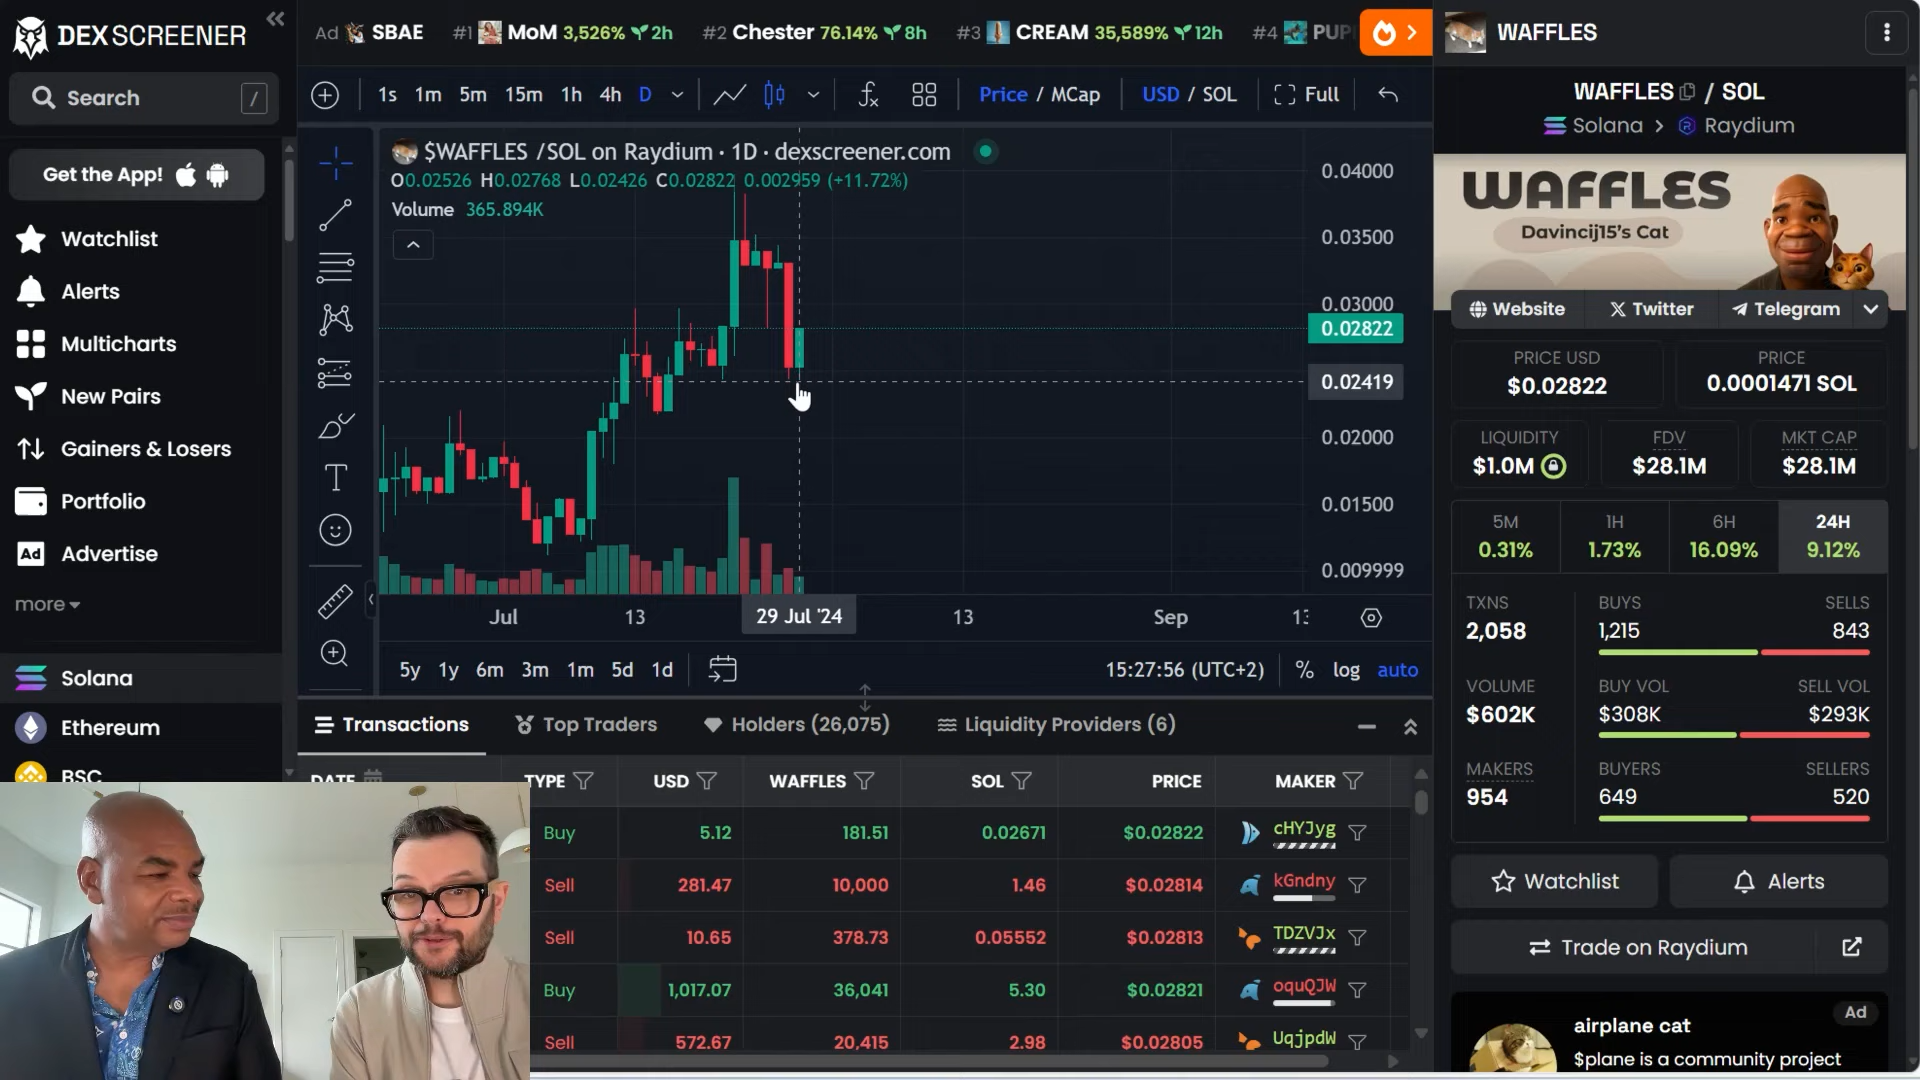 DEX SCREENER
Ad SBAE #1 MoM 3,526% 2h #2 Chester 76.14% 8h #3 CREAM 35,589% 12h #4 PUP
WAFFLES
Search /
1s 1m 5m 15m 1h 4h D Price / MCap USD / SOL Full
WAFFLES / SOL
Solana > Raydium
Get the App!
Watchlist
Alerts
Multicharts
New Pairs
Gainers & Losers
Portfolio
Ad Advertise
more
Solana
Ethereum
BSC
$WAFFLES /SOL on Raydium · 1D · dexscreener.com
O0.02526 H0.02768 L0.02426 C0.02822 0.002959 (+11.72%)
Volume 365.894K
0.04000
0.03500
0.03000
0.02822
0.02419
0.02000
0.01500
0.009999
Jul 13 29 Jul '24 13 Sep 13
5y 1y 6m 3m 1m 5d 1d 15:27:56 (UTC+2) % log auto
WAFFLES
Davincij15's Cat
Website Twitter Telegram
PRICE USD PRICE
$0.02822 0.0001471 SOL
LIQUIDITY FDV MKT CAP
$1.0M $28.1M $28.1M
5M 1H 6H 24H
0.31% 1.73% 16.09% 9.12%
TXNS BUYS SELLS
2,058 1,215 843
VOLUME BUY VOL SELL VOL
$602K $308K $293K
MAKERS BUYERS SELLERS
954 649 520
Watchlist Alerts
Trade on Raydium
Ad
airplane cat
$plane is a community project
Transactions Top Traders Holders (26,075) Liquidity Providers (6)
DATE TYPE USD WAFFLES SOL PRICE MAKER
Buy 5.12 181.51 0.02671 $0.02822 cHYJyg
Sell 281.47 10,000 1.46 $0.02814 kGndny
Sell 10.65 378.73 0.05552 $0.02813 TDZVJx
Buy 1,017.07 36,041 5.30 $0.02821 oquQJW
Sell 572.67 20,415 2.98 $0.02805 UqjpdW